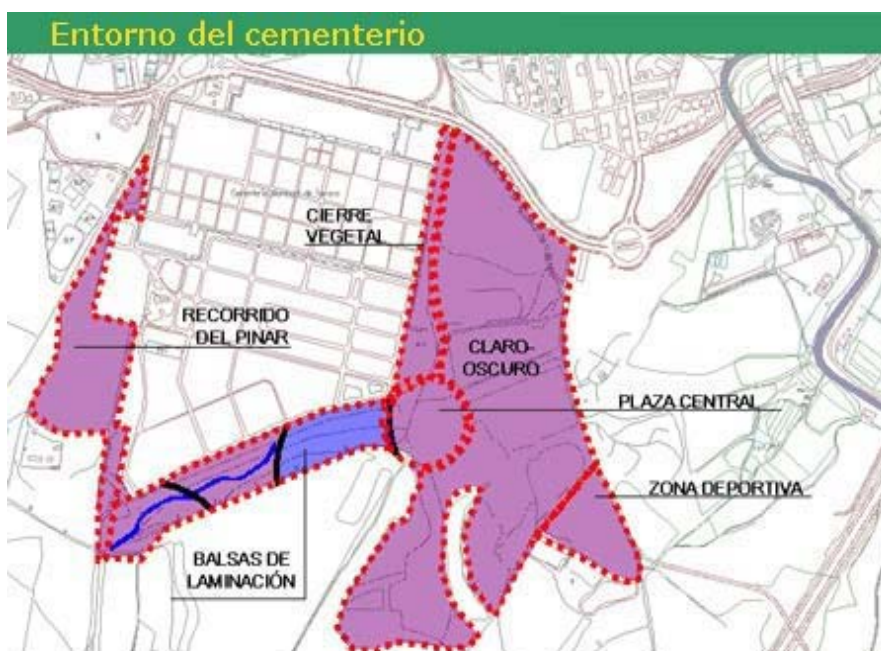 Entorno del cementerio
CIERRE
VEGETAL
RECORRIDO
DEL PINAR
CLARO-
OSCURO
PLAZA CENTRAL
ZONA DEPORTIVA
BALSAS DE
LAMINACIÓN